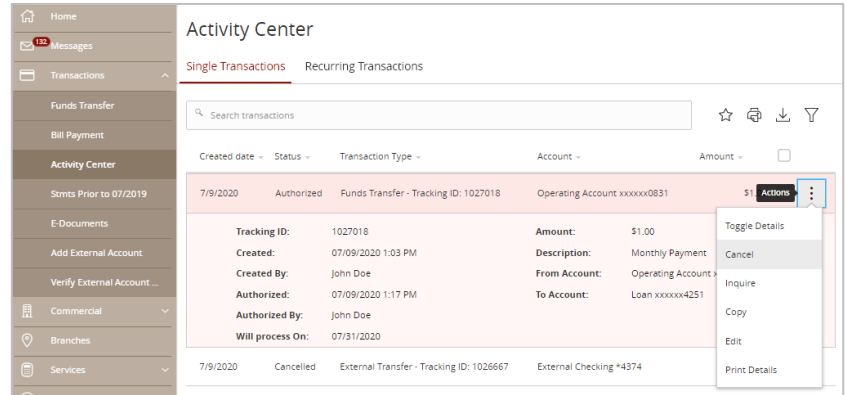 Home
132
Messages
Transactions
Funds Transfer
Bill Payment
Activity Center
Stmts Prior to 07/2019
E-Documents
Add External Account
Verify External Account ...
Commercial
Branches
Services
Activity Center
Single Transactions Recurring Transactions
Search transactions
Created date Status Transaction Type Account Amount
7/9/2020 Authorized Funds Transfer - Tracking ID: 1027018 Operating Account xxxxxx0831 $1. Actions
Tracking ID: 1027018 Amount: $1.00
Created: 07/09/2020 1:03 PM Description: Monthly Payment
Created By: John Doe From Account: Operating Account x
Authorized: 07/09/2020 1:17 PM To Account: Loan xxxxxx4251
Authorized By: John Doe
Will process On: 07/31/2020
7/9/2020 Cancelled External Transfer - Tracking ID: 1026667 External Checking *4374
Toggle Details
Cancel
Inquire
Copy
Edit
Print Details